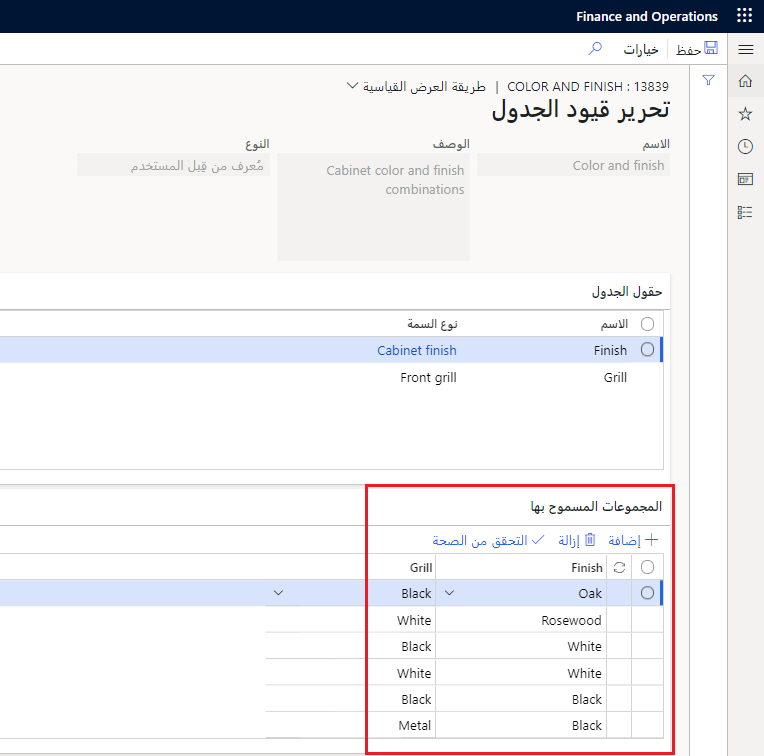 Finance and Operations
حفظ خيارات
COLOR AND FINISH : 13839 | طريقة العرض القياسية
تحرير قيود الجدول
الاسم الوصف النوع
Color and finish Cabinet color and finish مُعرف من قِبل المستخدم
combinations
حقول الجدول
الاسم نوع السمة
Finish Cabinet finish
Grill Front grill
المجموعات المسموح بها
إضافة إزالة التحقق من الصحة
Finish Grill
Oak Black
Rosewood White
White Black
White White
Black Black
Black Metal